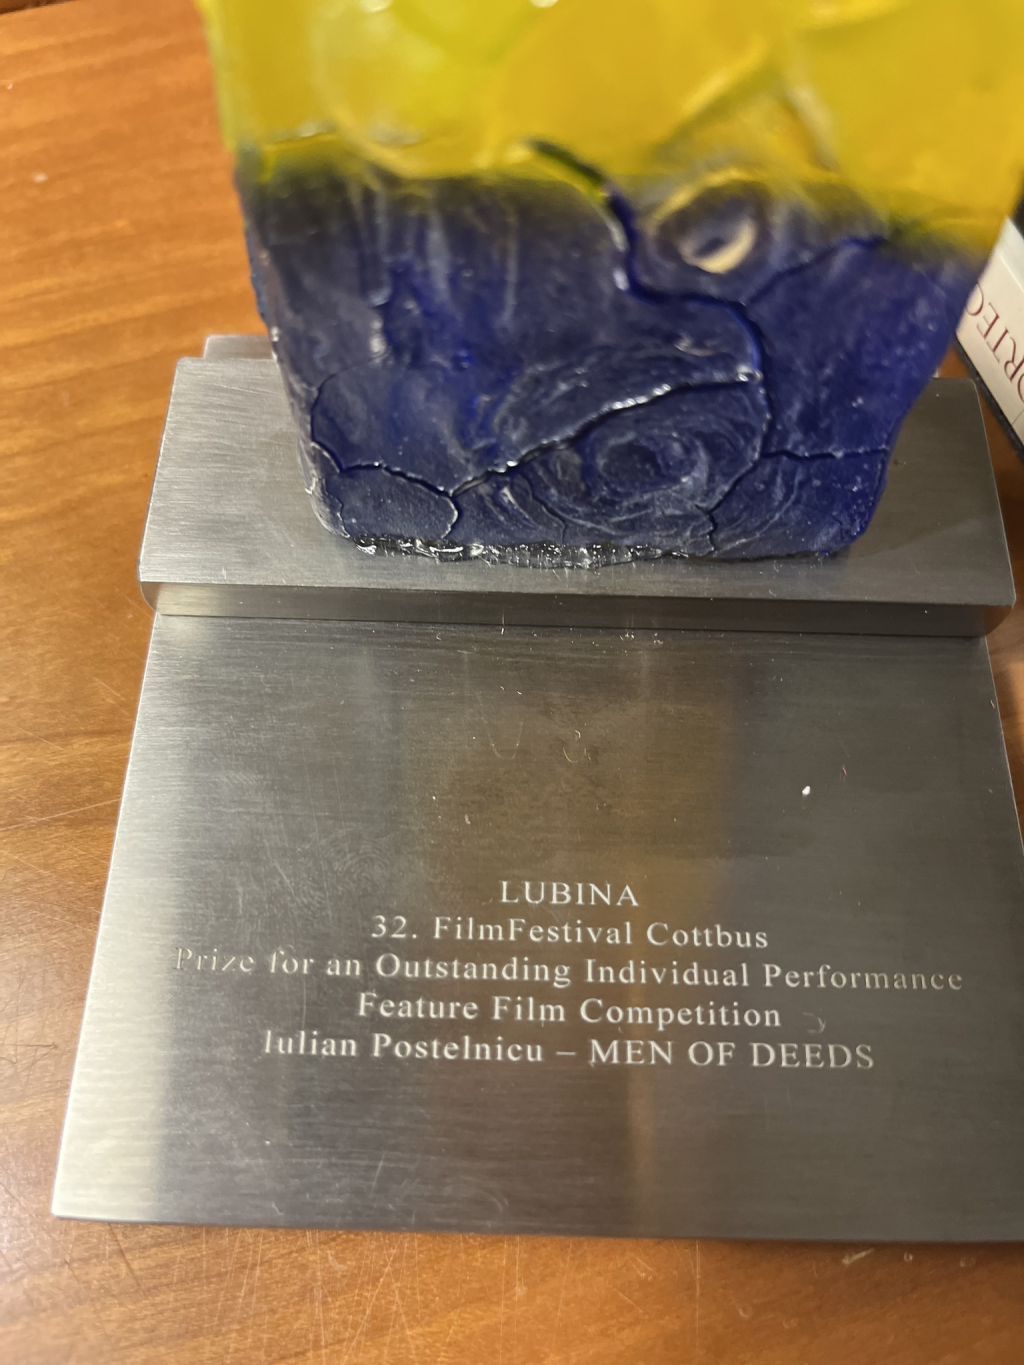 LUBINA
32. FilmFestival Cottbus
Prize for an Outstanding Individual Performance
Feature Film Competition
Iulian Postelnicu – MEN OF DEEDS